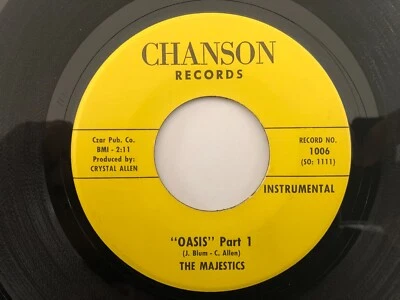 CHANSON
RECORDS
Czar Pub. Co.
BMI - 2:11
Produced by:
CRYSTAL ALLEN
RECORD NO.
1006
(SO: 1111)
INSTRUMENTAL
"OASIS" Part 1
(J. Blum - C. Allen)
THE MAJESTICS